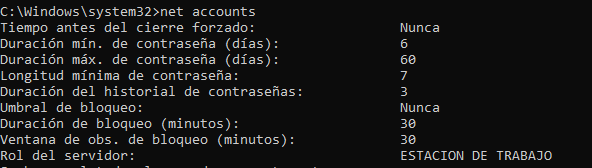 C:\Windows\system32>net accounts
Tiempo antes del cierre forzado: Nunca
Duración mín. de contraseña (días): 6
Duración máx. de contraseña (días): 60
Longitud mínima de contraseña: 7
Duración del historial de contraseñas: 3
Umbral de bloqueo: Nunca
Duración de bloqueo (minutos): 30
Ventana de obs. de bloqueo (minutos): 30
Rol del servidor: ESTACION DE TRABAJO